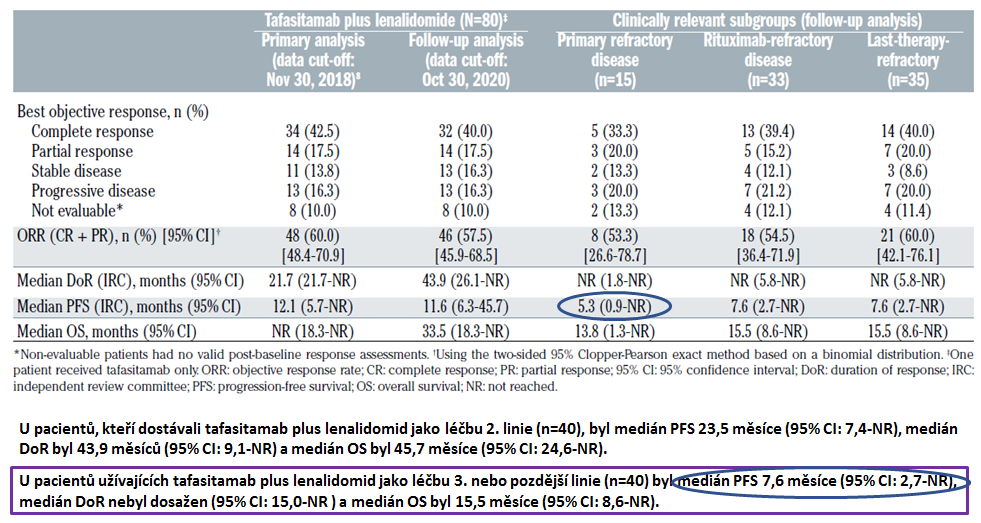 Tafasitamab plus lenalidomide (N=80)‡ Clinically relevant subgroups (follow-up analysis)
Primary analysis Follow-up analysis Primary refractory Rituximab-refractory Last-therapy-
(data cut-off: (data cut-off: disease disease refractory
Nov 30, 2018)§ Oct 30, 2020) (n=15) (n=33) (n=35)
Best objective response, n (%)
Complete response 34 (42.5) 32 (40.0) 5 (33.3) 13 (39.4) 14 (40.0)
Partial response 14 (17.5) 14 (17.5) 3 (20.0) 5 (15.2) 7 (20.0)
Stable disease 11 (13.8) 13 (16.3) 2 (13.3) 4 (12.1) 3 (8.6)
Progressive disease 13 (16.3) 13 (16.3) 3 (20.0) 7 (21.2) 7 (20.0)
Not evaluable* 8 (10.0) 8 (10.0) 2 (13.3) 4 (12.1) 4 (11.4)
ORR (CR + PR), n (%) [95% CI]† 48 (60.0) 46 (57.5) 8 (53.3) 18 (54.5) 21 (60.0)
[48.4-70.9] [45.9-68.5] [26.6-78.7] [36.4-71.9] [42.1-76.1]
Median DoR (IRC), months (95% CI) 21.7 (21.7-NR) 43.9 (26.1-NR) NR (1.8-NR) NR (5.8-NR) NR (5.8-NR)
Median PFS (IRC), months (95% CI) 12.1 (5.7-NR) 11.6 (6.3-45.7) 5.3 (0.9-NR) 7.6 (2.7-NR) 7.6 (2.7-NR)
Median OS, months (95% CI) NR (18.3-NR) 33.5 (18.3-NR) 13.8 (1.3-NR) 15.5 (8.6-NR) 15.5 (8.6-NR)
*Non-evaluable patients had no valid post-baseline response assessments. †Using the two-sided 95% Clopper-Pearson exact method based on a binomial distribution. ‡One
patient received tafasitamab only. ORR: objective response rate; CR: complete response; PR: partial response; 95% CI: 95% confidence interval; DoR: duration of response; IRC:
independent review committee; PFS: progression-free survival; OS: overall survival; NR: not reached.
U pacientů, kteří dostávali tafasitamab plus lenalidomid jako léčbu 2. linie (n=40), byl medián PFS 23,5 měsíce (95% CI: 7,4-NR), medián
DoR byl 43,9 měsíců (95% CI: 9,1-NR) a medián OS byl 45,7 měsíce (95% CI: 24,6-NR).
U pacientů užívajících tafasitamab plus lenalidomid jako léčbu 3. nebo pozdější linie (n=40) byl medián PFS 7,6 měsíce (95% CI: 2,7-NR),
medián DoR nebyl dosažen (95% CI: 15,0-NR ) a medián OS byl 15,5 měsíce (95% CI: 8,6-NR).